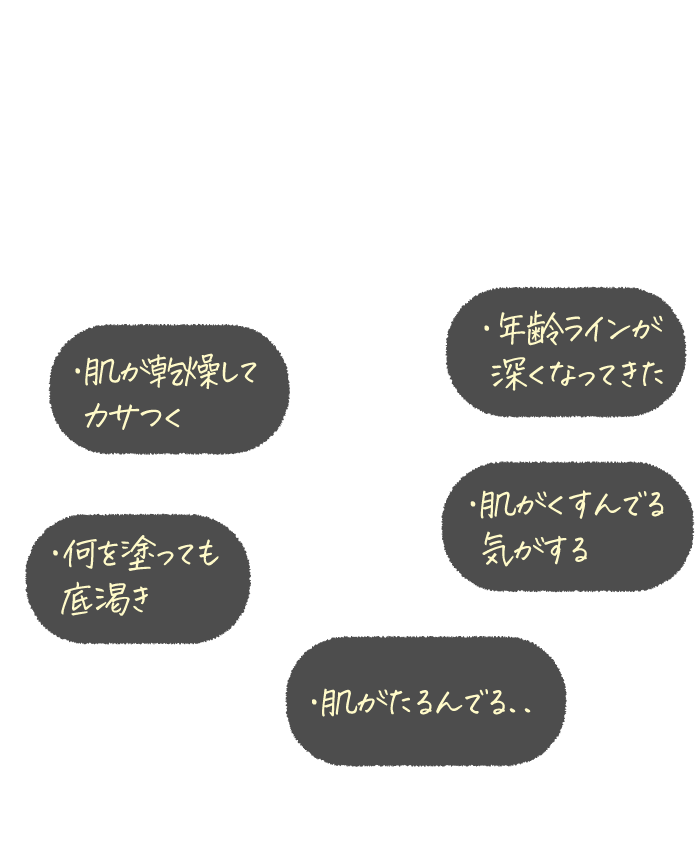 ・年齢ラインが
深くなってきた
・肌が乾燥して
カサつく
・肌がくすんでる
気がする
・何を塗っても
底渇き
・肌がたるんでる..